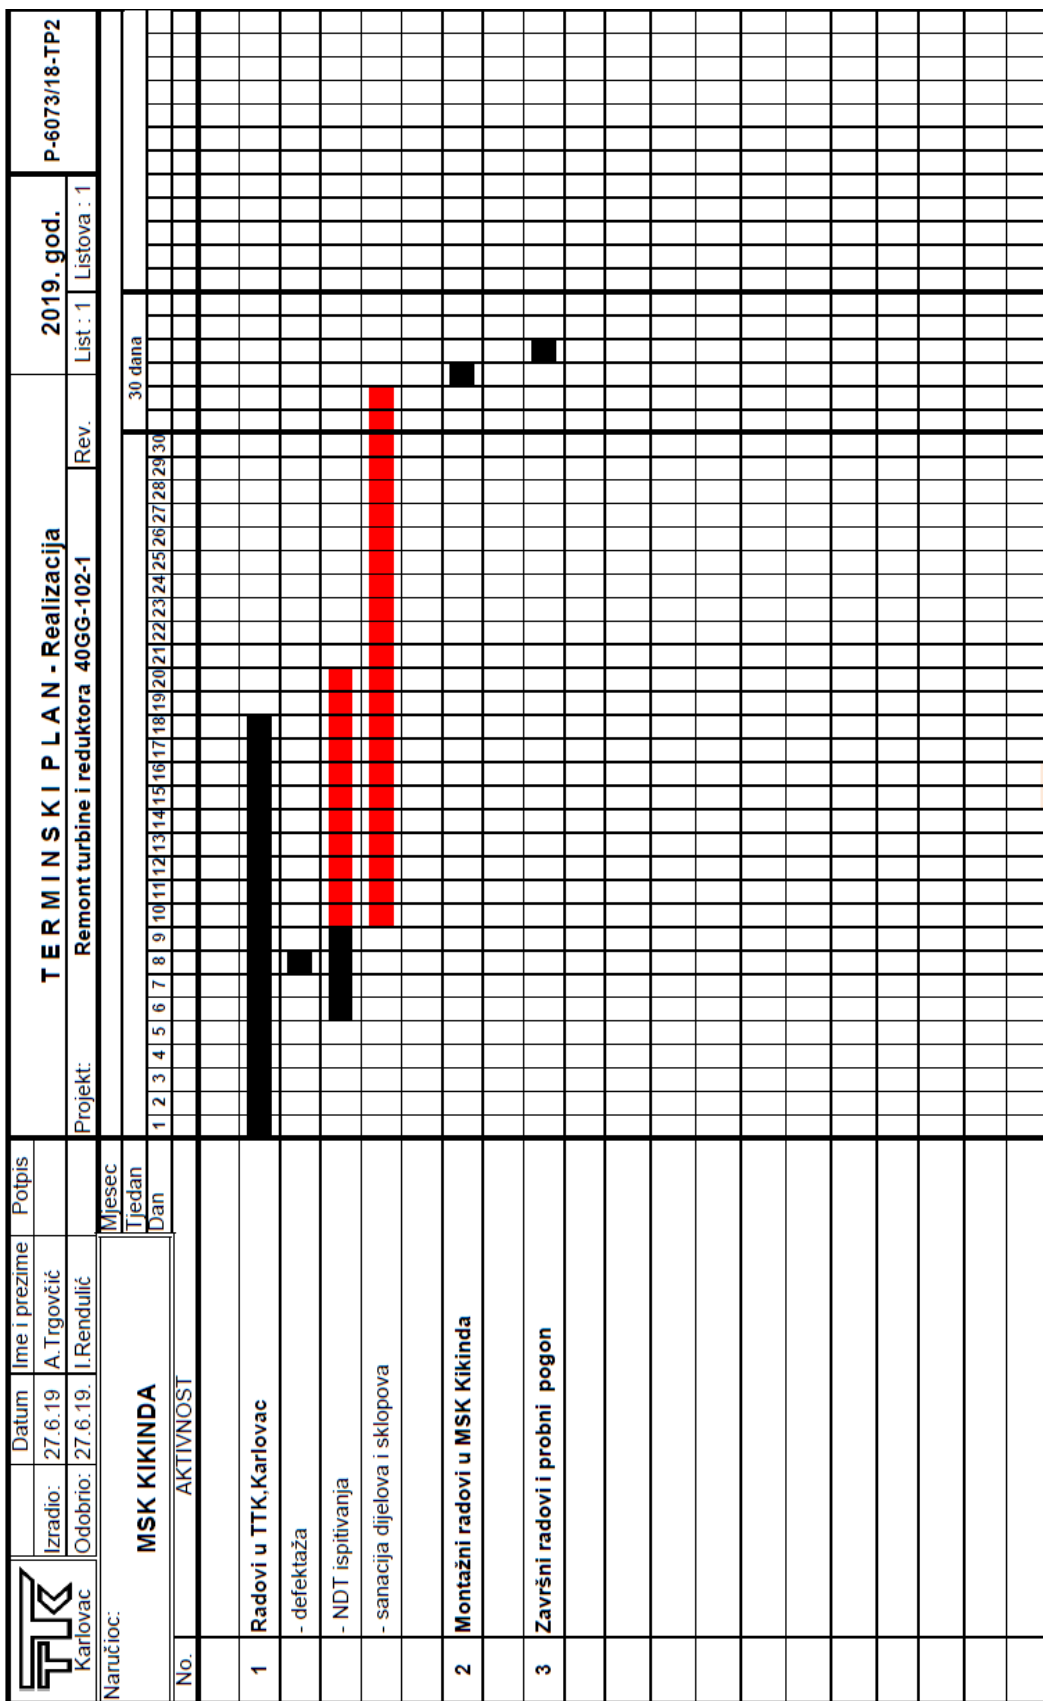 TTK
Karlovac
Datum Ime i prezime Potpis
Izradio: 27.6.19 A.Trgovčić
Odobrio: 27.6.19. I.Rendulić
T E R M I N S K I P L A N - Realizacija
2019. god.
P-6073/18-TP2
Projekt: Remont turbine i reduktora 40GG-102-1
Rev.
List : 1
Listova : 1
Naručioc:
MSK KIKINDA
Mjesec
Tjedan
30 dana
Dan
1 2 3 4 5 6 7 8 9 10 11 12 13 14 15 16 17 18 19 20 21 22 23 24 25 26 27 28 29 30
No. AKTIVNOST
1 Radovi u TTK,Karlovac
- defektaža
- NDT ispitivanja
- sanacija dijelova i sklopova
2 Montažni radovi u MSK Kikinda
3 Završni radovi i probni pogon